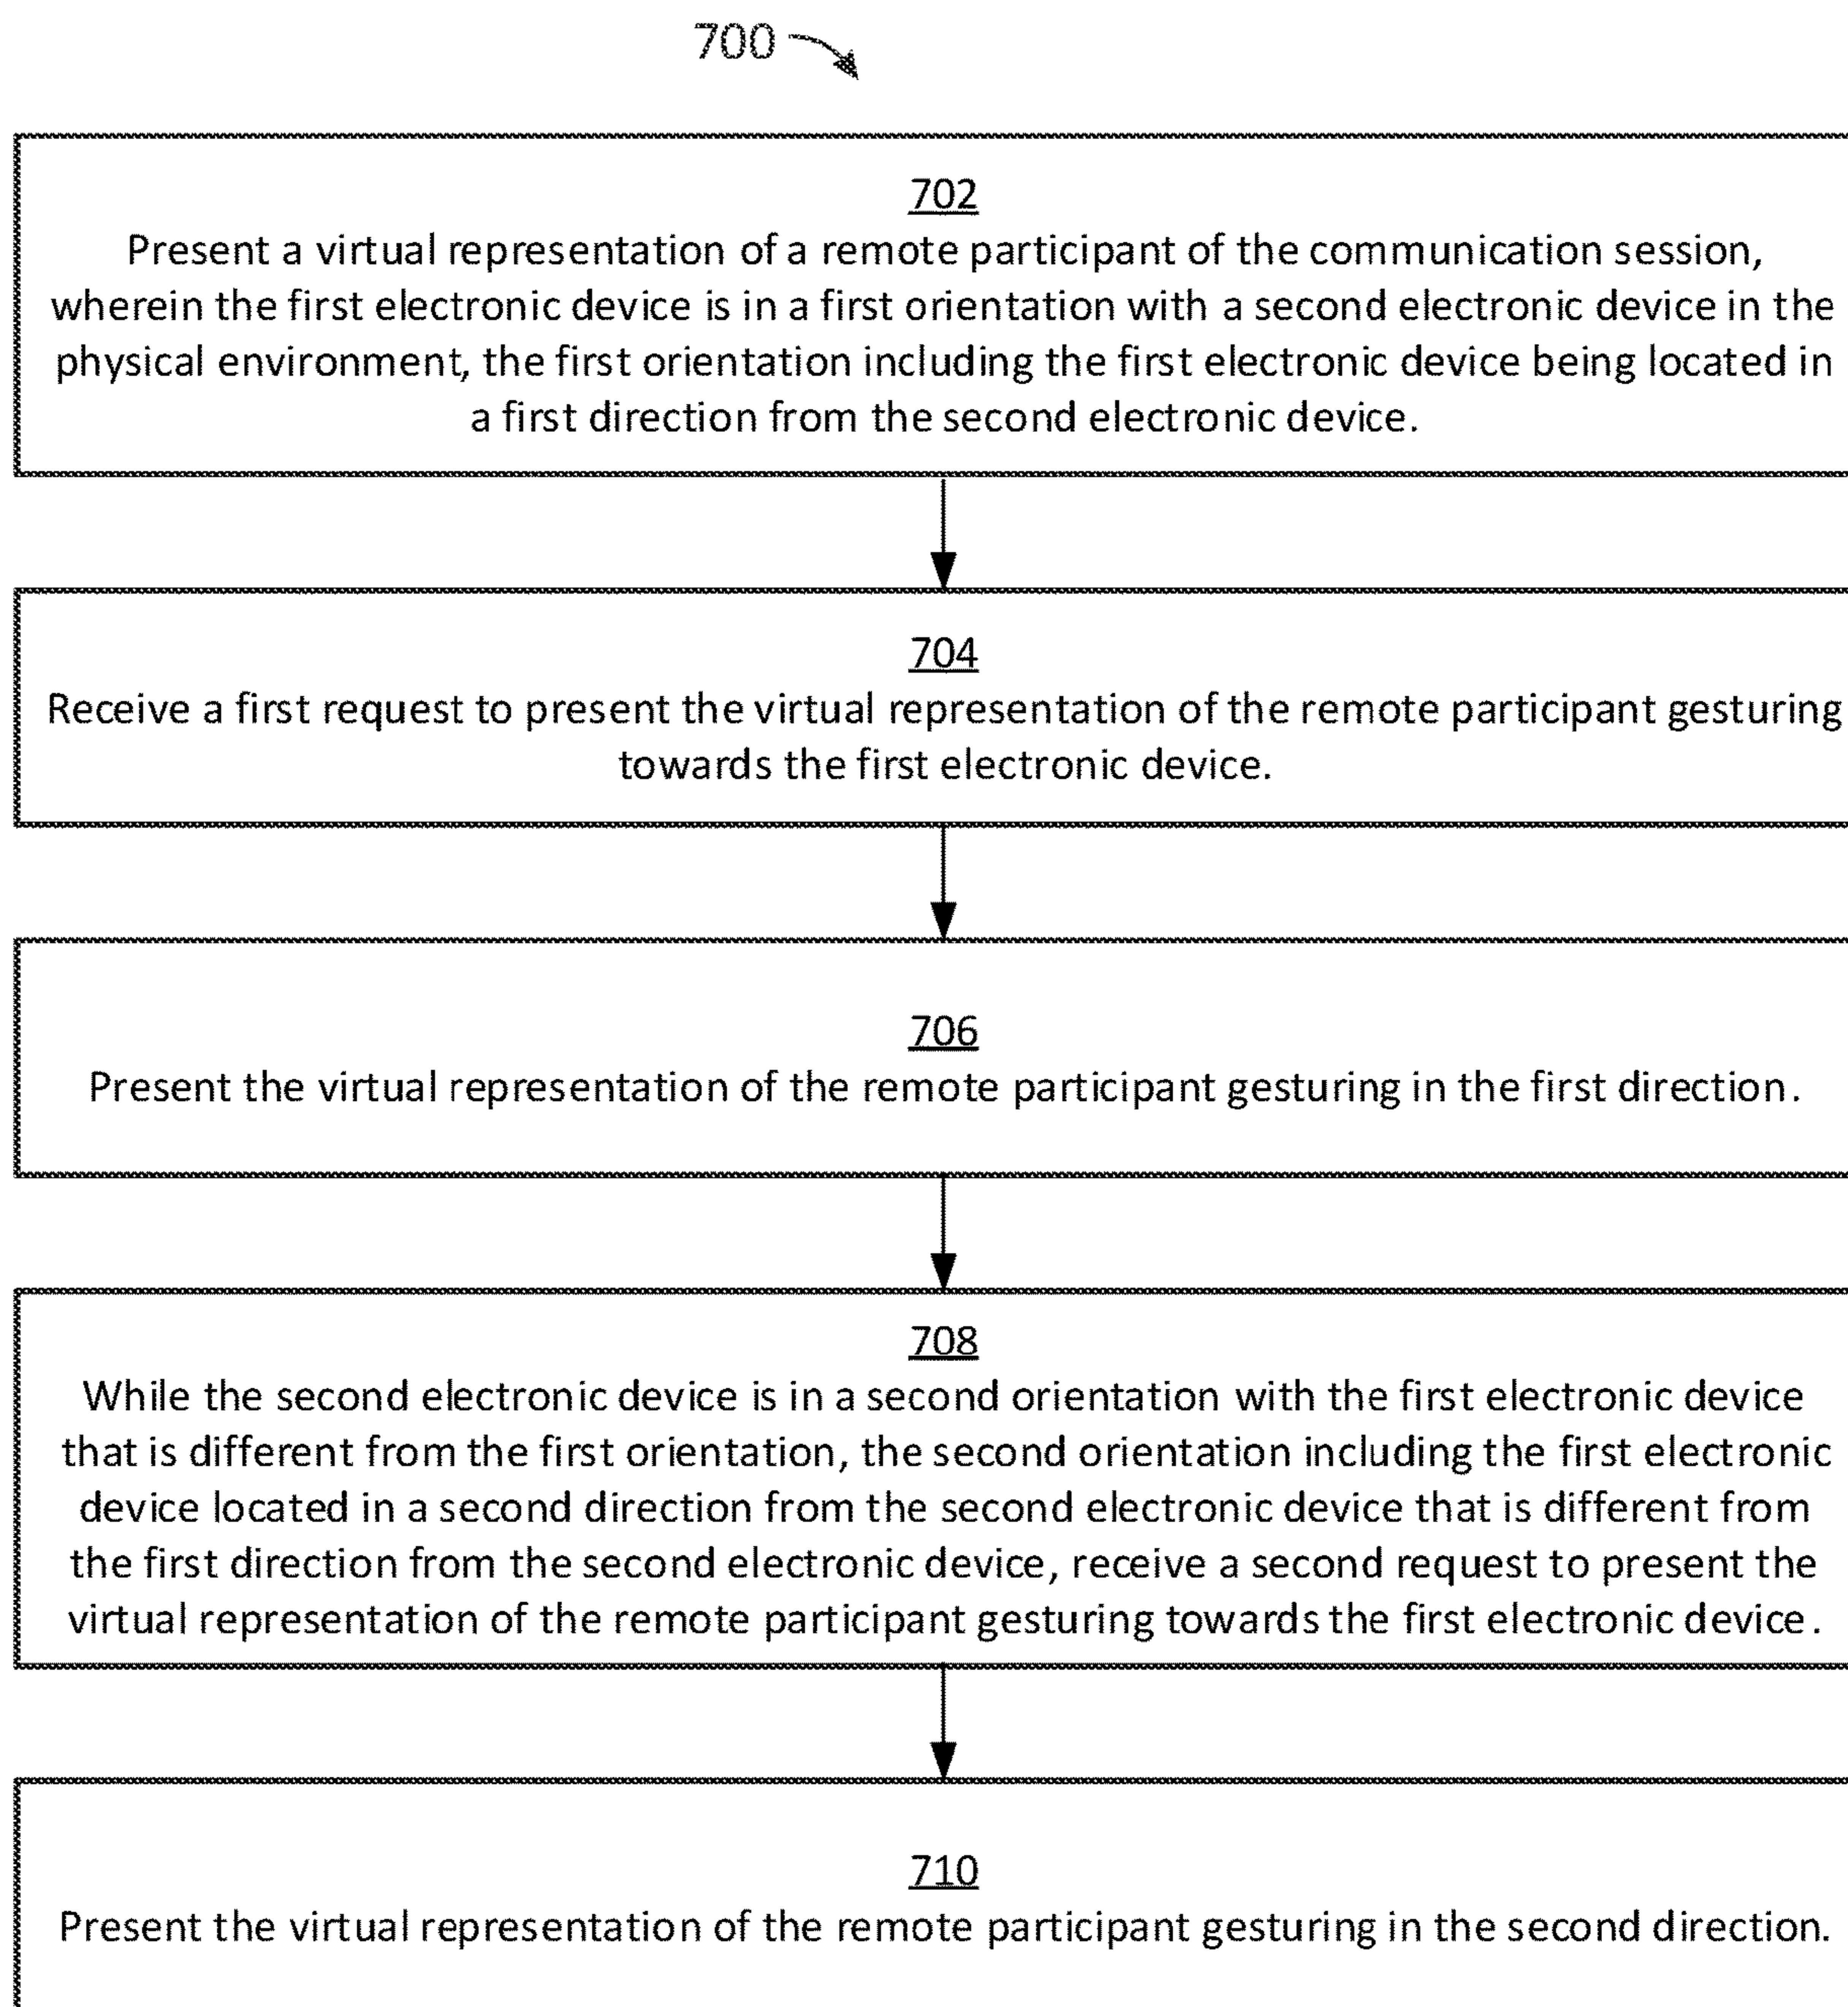 700
702
Present a virtual representation of a remote participant of the communication session,
wherein the first electronic device is in a first orientation with a second electronic device in the
physical environment, the first orientation including the first electronic device being located in
a first direction from the second electronic device.
704
Receive a first request to present the virtual representation of the remote participant gesturing
towards the first electronic device.
706
Present the virtual representation of the remote participant gesturing in the first direction.
708
While the second electronic device is in a second orientation with the first electronic device
that is different from the first orientation, the second orientation including the first electronic
device located in a second direction from the second electronic device that is different from
the first direction from the second electronic device, receive a second request to present the
virtual representation of the remote participant gesturing towards the first electronic device.
710
Present the virtual representation of the remote participant gesturing in the second direction.